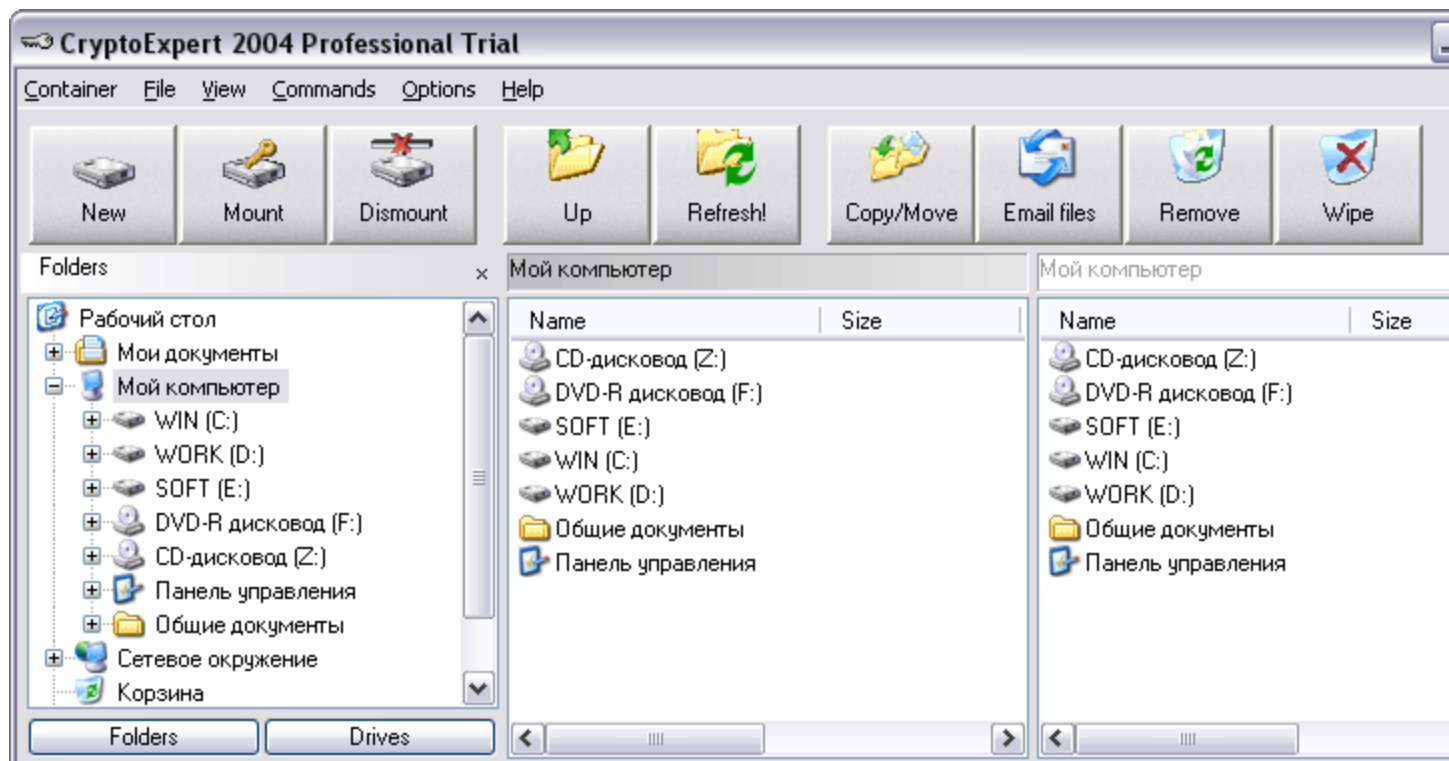 CryptoExpert 2004 Professional Trial
Container File View Commands Options Help
New Mount Dismount Up Refresh! Copy/Move Email files Remove Wipe
Folders
Рабочий стол
Мои документы
Мой компьютер
WIN (C:)
WORK (D:)
SOFT (E:)
DVD-R дисковод (F:)
CD-дисковод (Z:)
Панель управления
Общие документы
Сетевое окружение
Корзина
Folders Drives
Мой компьютер
Name Size
CD-дисковод (Z:)
DVD-R дисковод (F:)
SOFT (E:)
WIN (C:)
WORK (D:)
Общие документы
Панель управления
Мой компьютер
Name Size
CD-дисковод (Z:)
DVD-R дисковод (F:)
SOFT (E:)
WIN (C:)
WORK (D:)
Общие документы
Панель управления